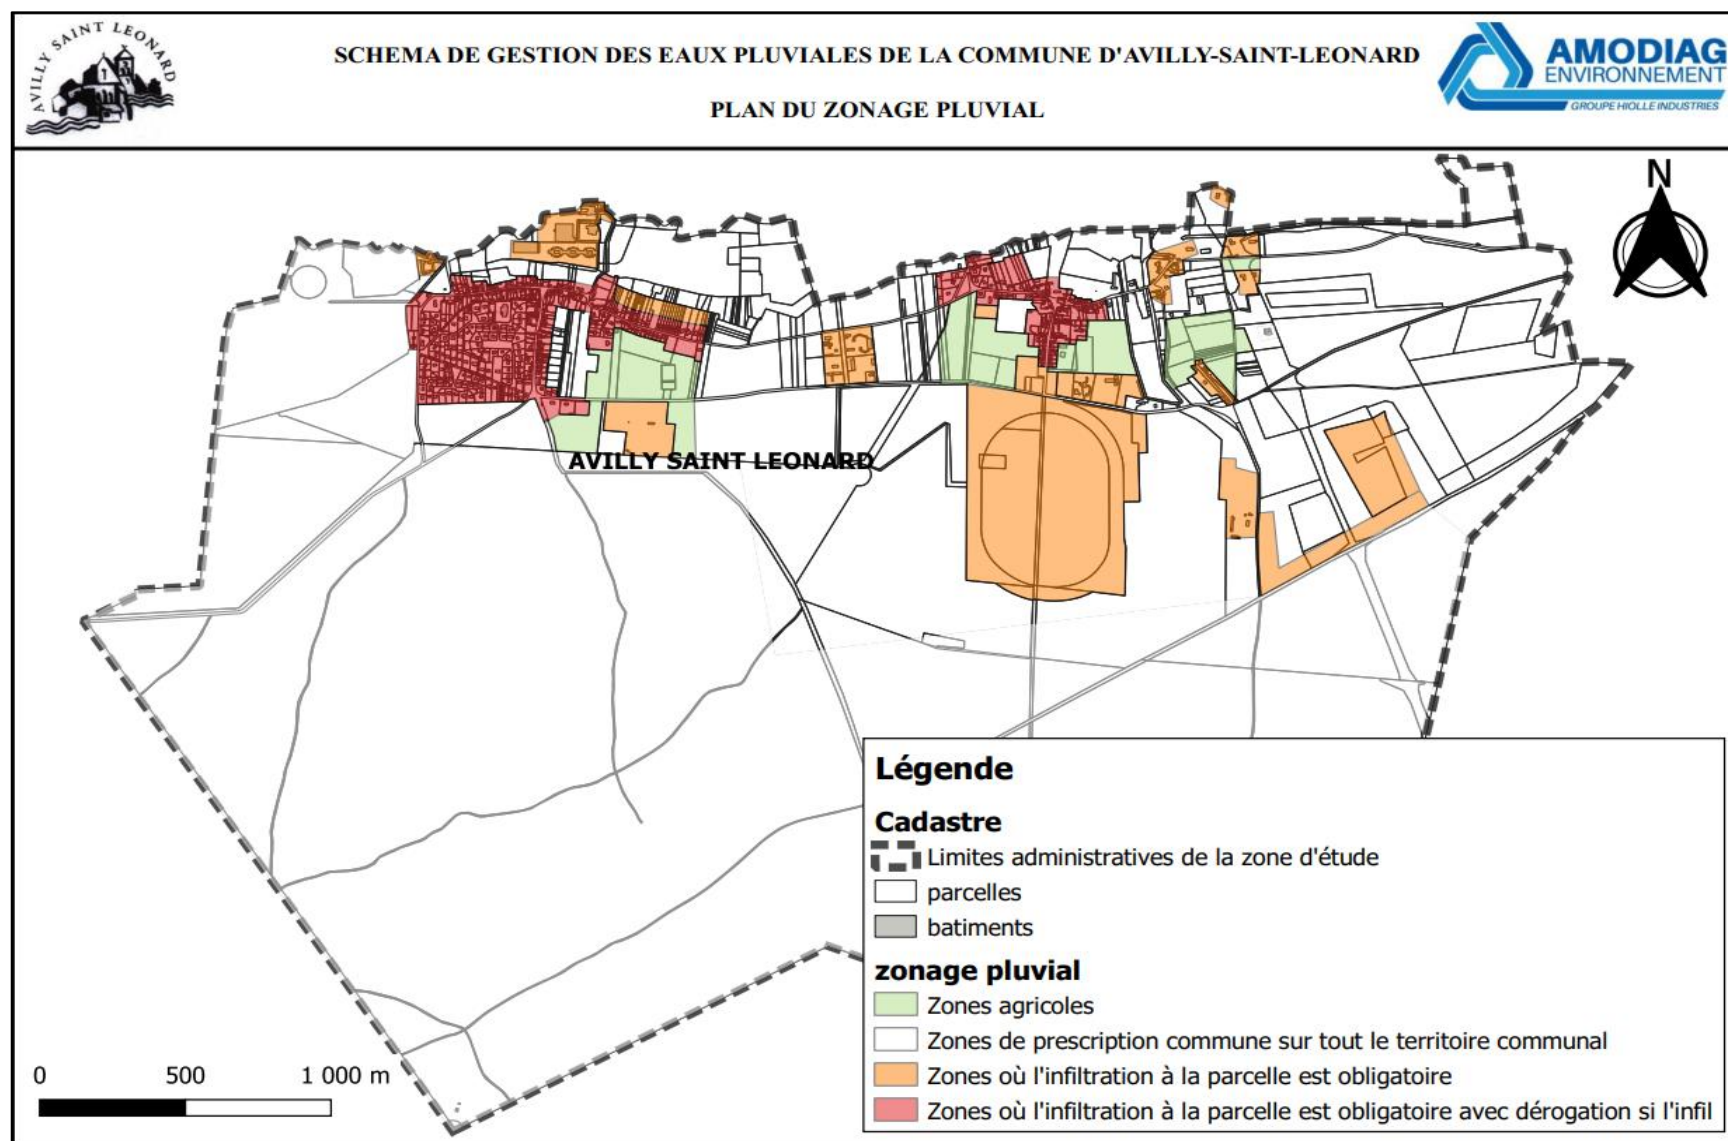 AVILLY SAINT LEONARD
SCHEMA DE GESTION DES EAUX PLUVIALES DE LA COMMUNE D'AVILLY-SAINT-LEONARD
PLAN DU ZONAGE PLUVIAL
AMODIAG
ENVIRONNEMENT
GROUPE HIOLLE INDUSTRIES
N
AVILLY SAINT LEONARD
Légende
Cadastre
Limites administratives de la zone d'étude
parcelles
batiments
zonage pluvial
Zones agricoles
Zones de prescription commune sur tout le territoire communal
Zones où l'infiltration à la parcelle est obligatoire
Zones où l'infiltration à la parcelle est obligatoire avec dérogation si l'infil
0 500 1 000 m